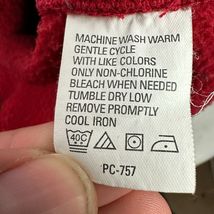 MACHINE WASH WARM
GENTLE CYCLE
WITH LIKE COLORS
ONLY NON-CHLORINE
BLEACH WHEN NEEDED
TUMBLE DRY LOW
REMOVE PROMPTLY
COOL IRON
40C
PC-757